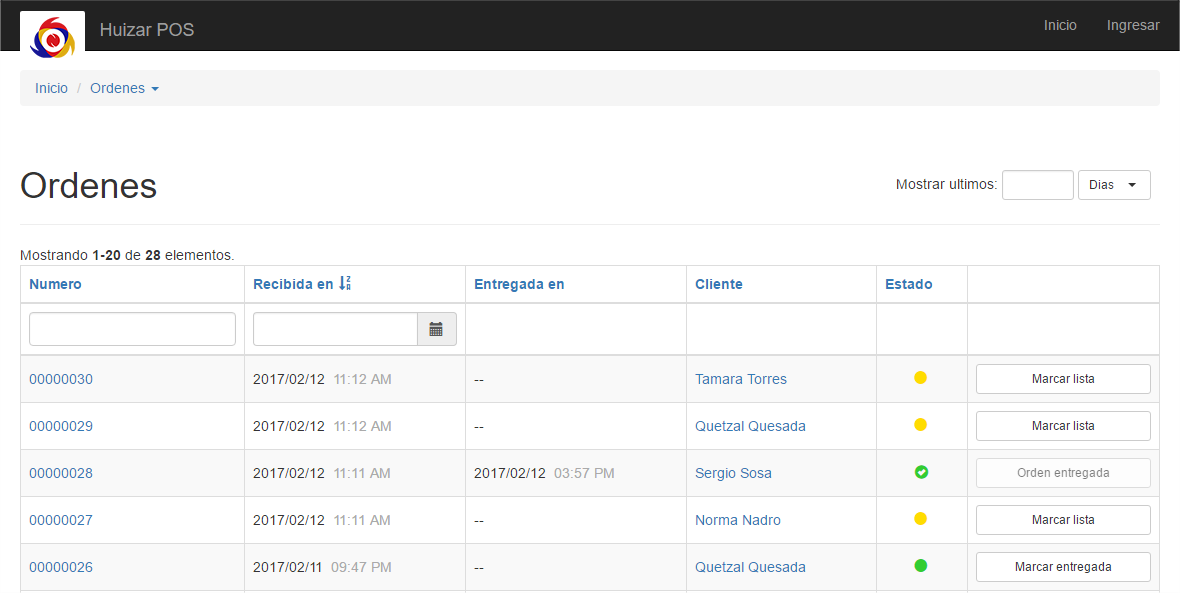 Huizar POS Inicio Ingresar
Inicio / Ordenes
Ordenes
Mostrar ultimos: Dias
Mostrando 1-20 de 28 elementos.
Numero Recibida en Entregada en Cliente Estado
00000030 2017/02/12 11:12 AM -- Tamara Torres Marcar lista
00000029 2017/02/12 11:12 AM -- Quetzal Quesada Marcar lista
00000028 2017/02/12 11:11 AM 2017/02/12 03:57 PM Sergio Sosa Orden entregada
00000027 2017/02/12 11:11 AM -- Norma Nadro Marcar lista
00000026 2017/02/11 09:47 PM -- Quetzal Quesada Marcar entregada